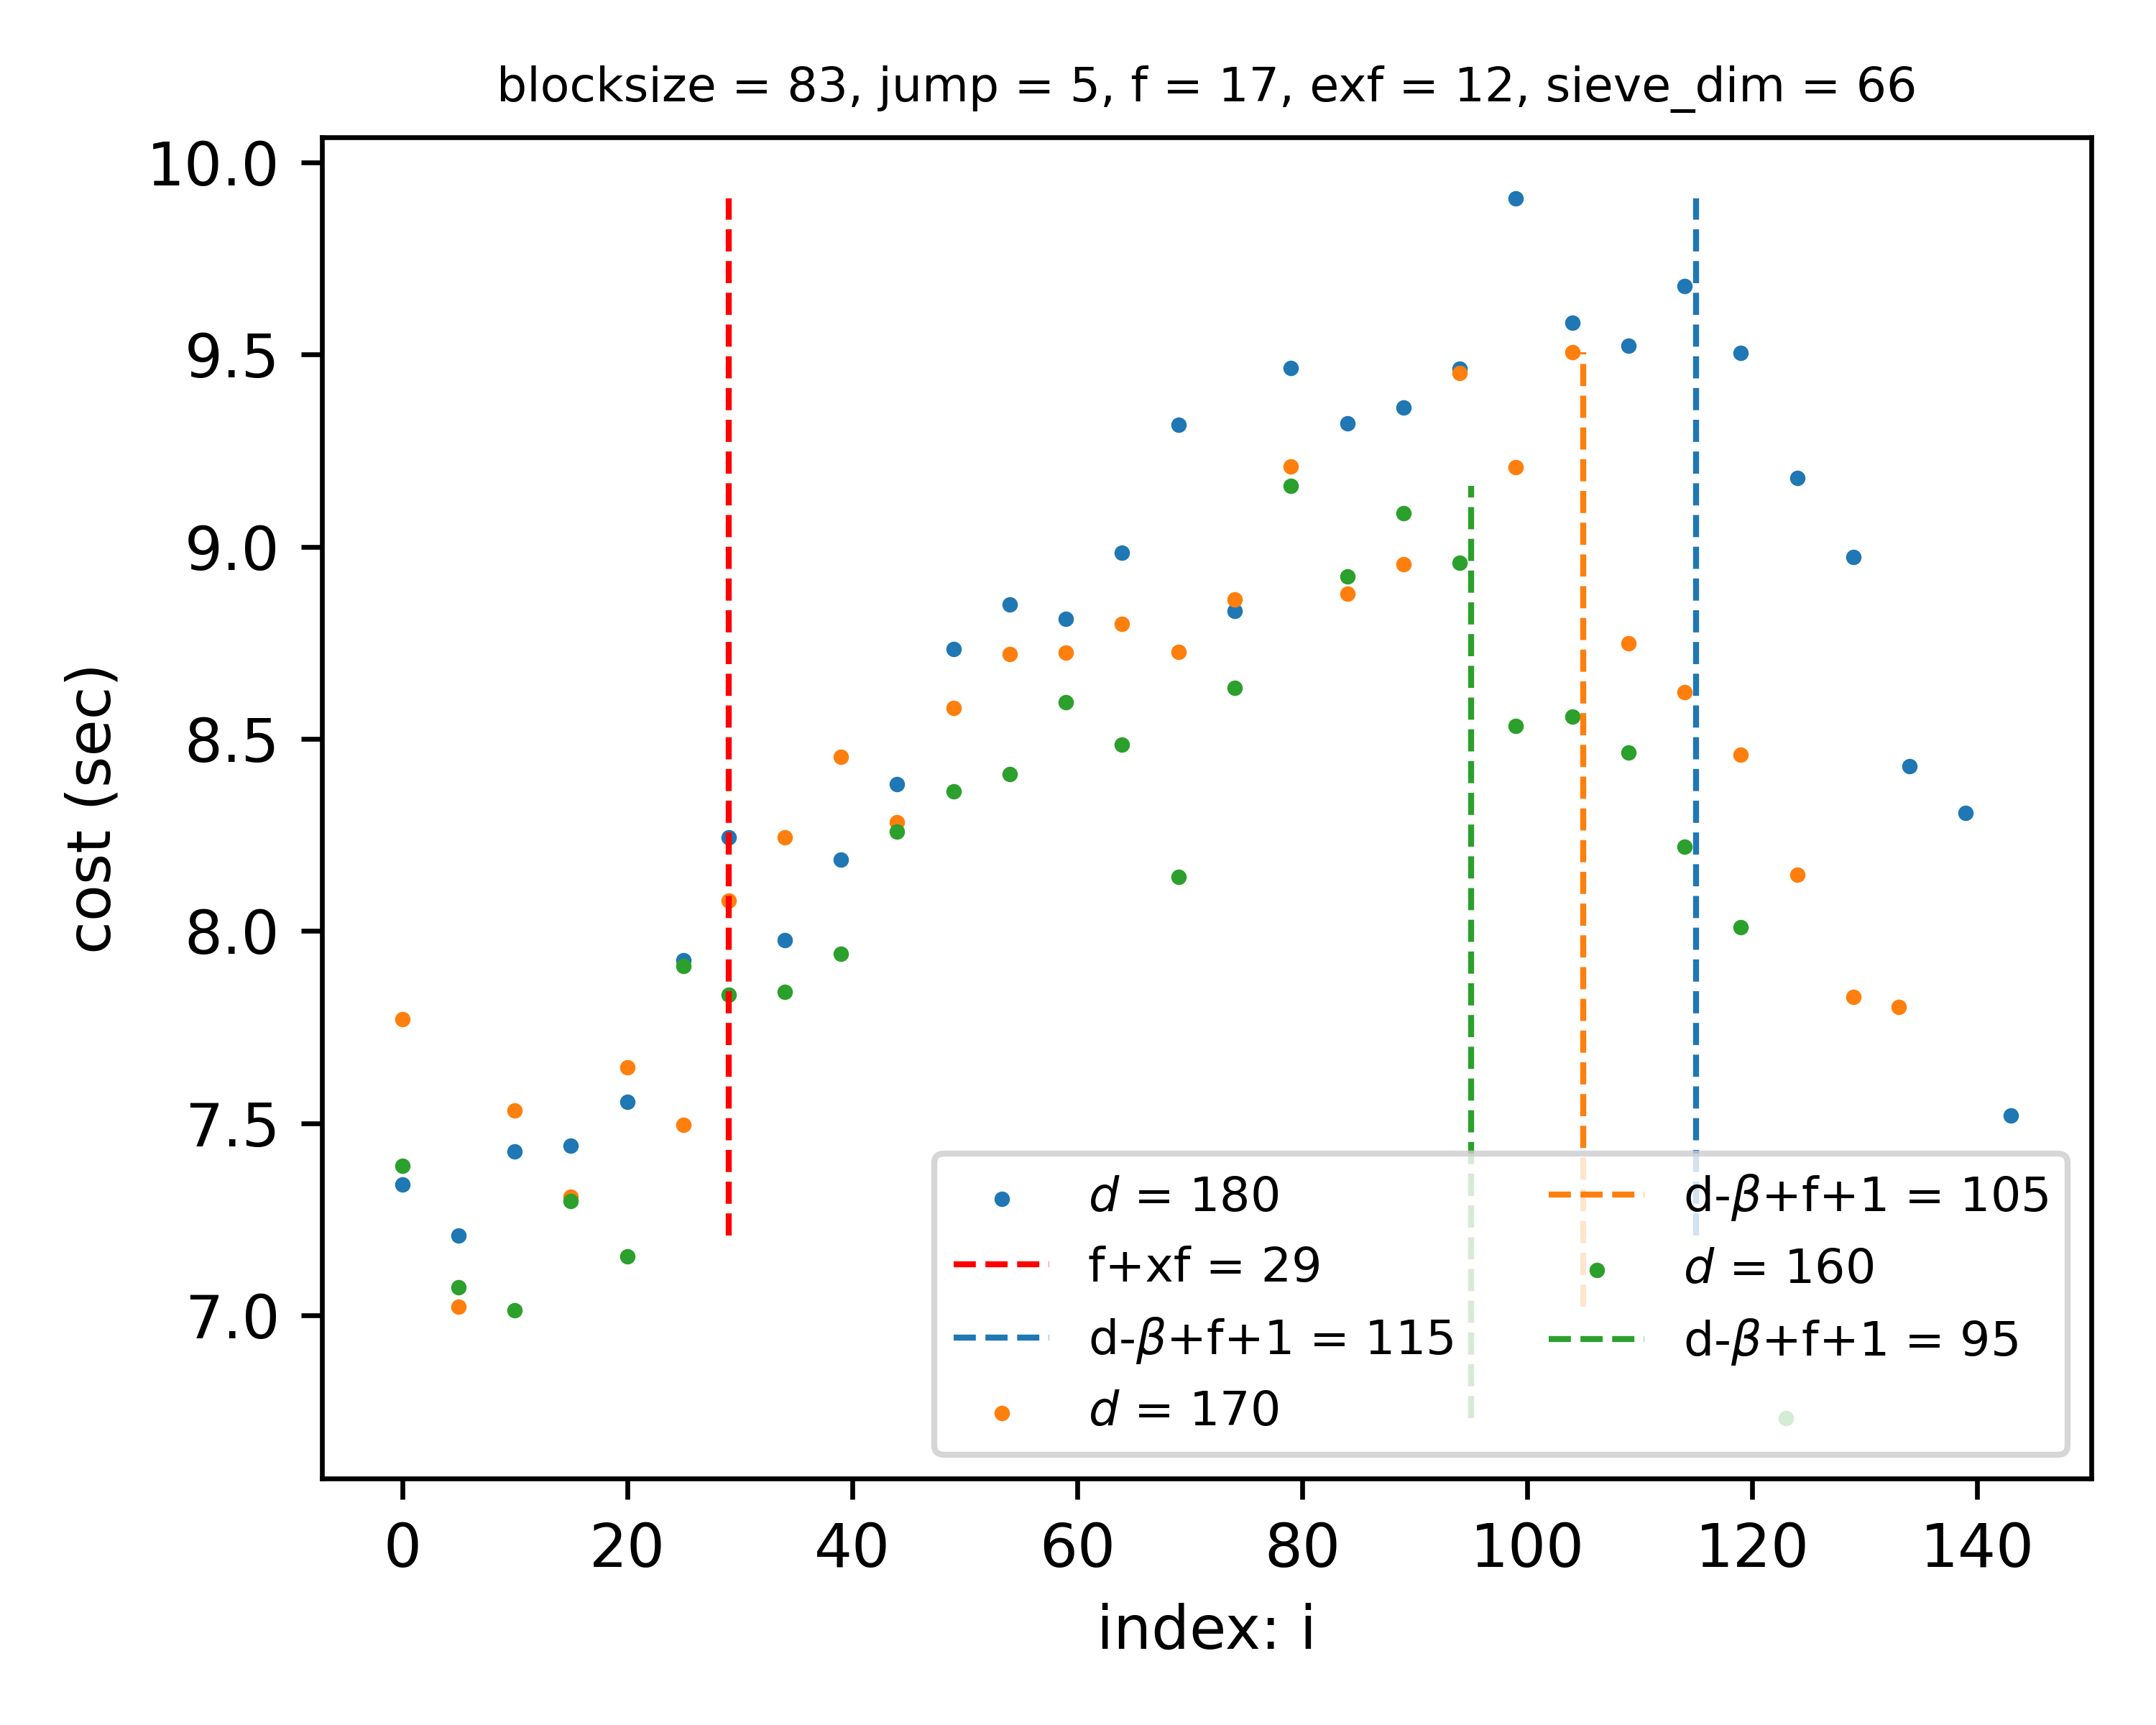 blocksize = 83, jump = 5, f = 17, exf = 12, sieve_dim = 66
10.0
9.5
9.0
8.5
8.0
7.5
7.0
cost (sec)
d = 180
f+xf = 29
d-β+f+1 = 115
d = 170
d-β+f+1 = 105
d = 160
d-β+f+1 = 95
0 20 40 60 80 100 120 140
index: i